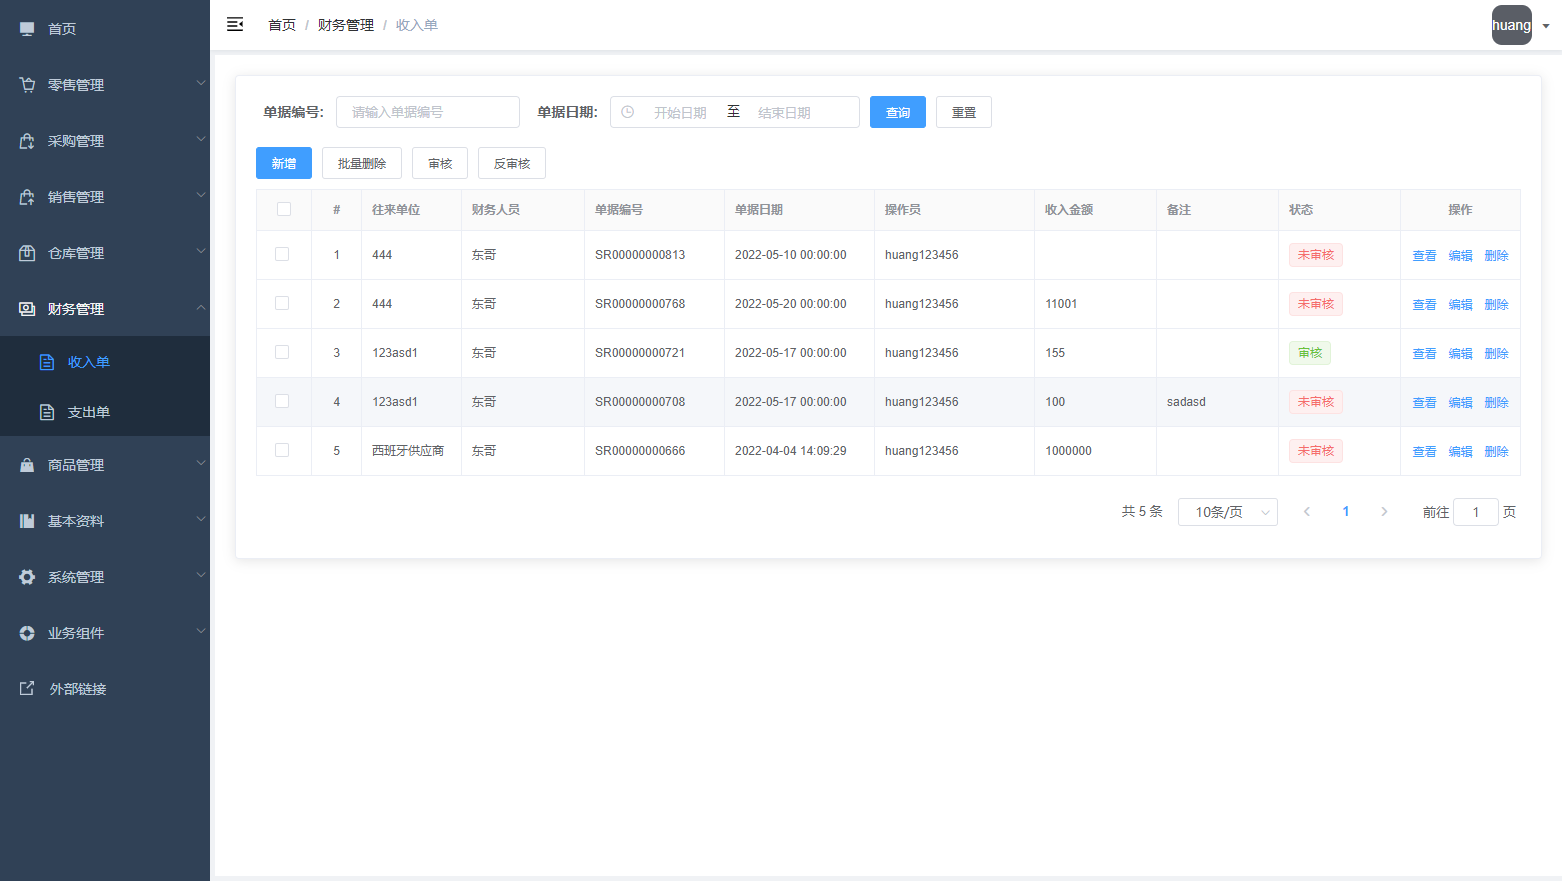 首页
零售管理
采购管理
销售管理
仓库管理
财务管理
收入单
支出单
商品管理
基本资料
系统管理
业务组件
外部链接
首页 / 财务管理 / 收入单
huang
单据编号: 请输入单据编号 单据日期: 开始日期 至 结束日期 查询 重置
新增 批量删除 审核 反审核
# 往来单位 财务人员 单据编号 单据日期 操作员 收入金额 备注 状态 操作
1 444 东哥 SR00000000813 2022-05-10 00:00:00 huang123456 未审核 查看 编辑 删除
2 444 东哥 SR00000000768 2022-05-20 00:00:00 huang123456 11001 未审核 查看 编辑 删除
3 123asd1 东哥 SR00000000721 2022-05-17 00:00:00 huang123456 155 审核 查看 编辑 删除
4 123asd1 东哥 SR00000000708 2022-05-17 00:00:00 huang123456 100 sadasd 未审核 查看 编辑 删除
5 西班牙供应商 东哥 SR00000000666 2022-04-04 14:09:29 huang123456 1000000 未审核 查看 编辑 删除
共 5 条 10条/页 1 前往 1 页